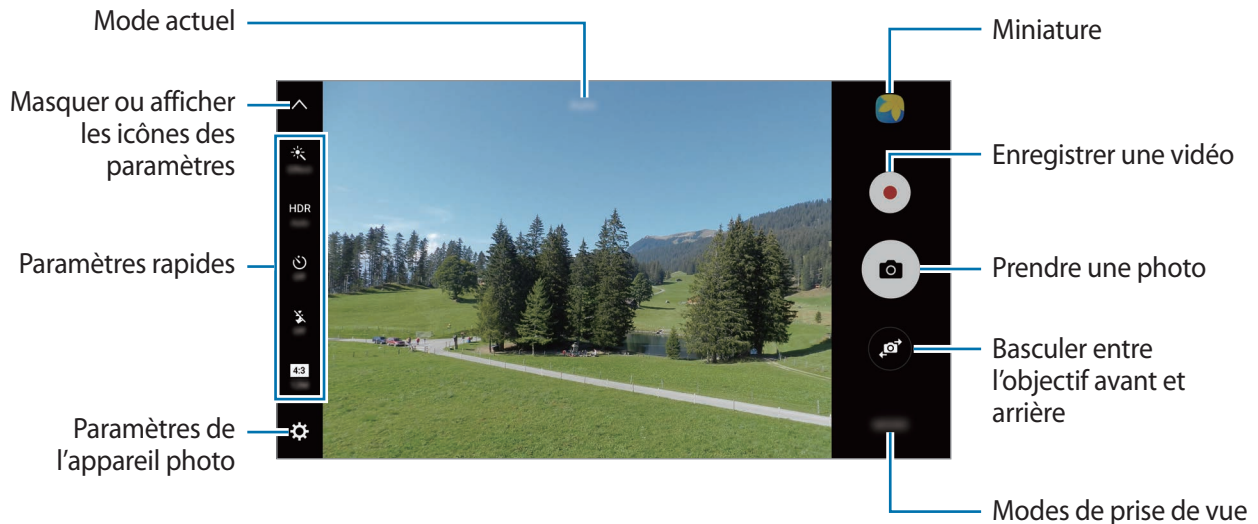 Mode actuel
Masquer ou afficher
les icônes des
paramètres
HDR
Paramètres rapides
4:3
Paramètres de
l'appareil photo
Miniature
Enregistrer une vidéo
Prendre une photo
Basculer entre
l'objectif avant et
arrière
Modes de prise de vue